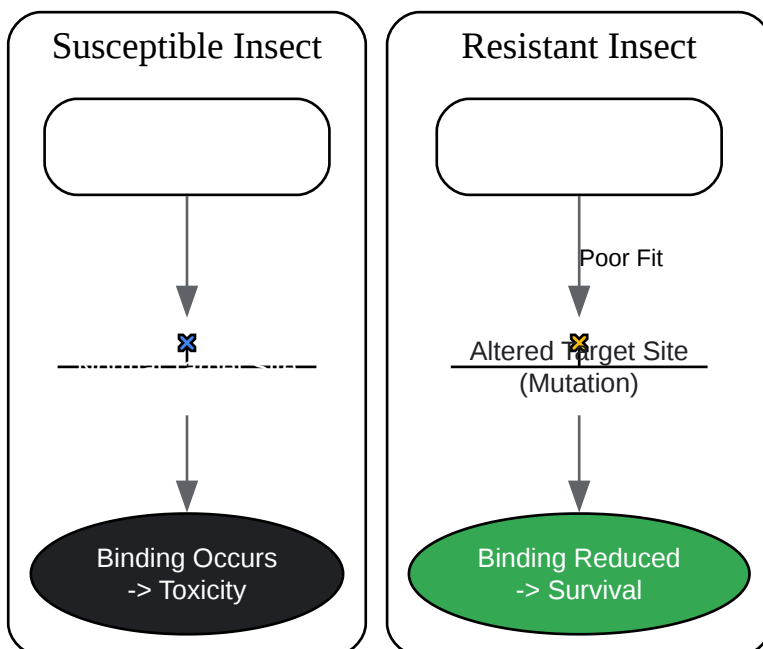 Susceptible Insect
Binding Occurs
-> Toxicity
Resistant Insect
Poor Fit
Altered Target Site
(Mutation)
Binding Reduced
-> Survival